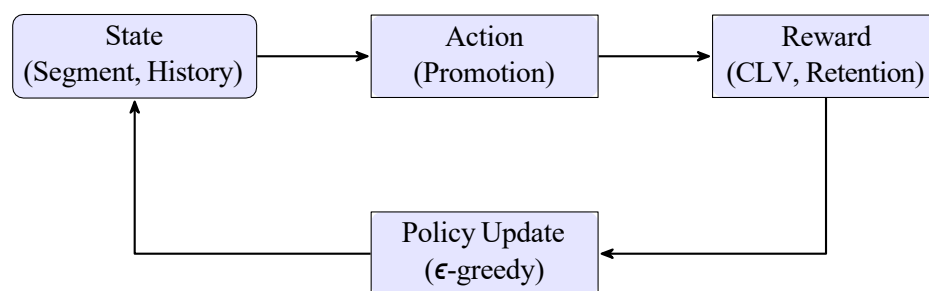 State
(Segment, History)
Action
(Promotion)
Reward
(CLV, Retention)
Policy Update
(ϵ-greedy)